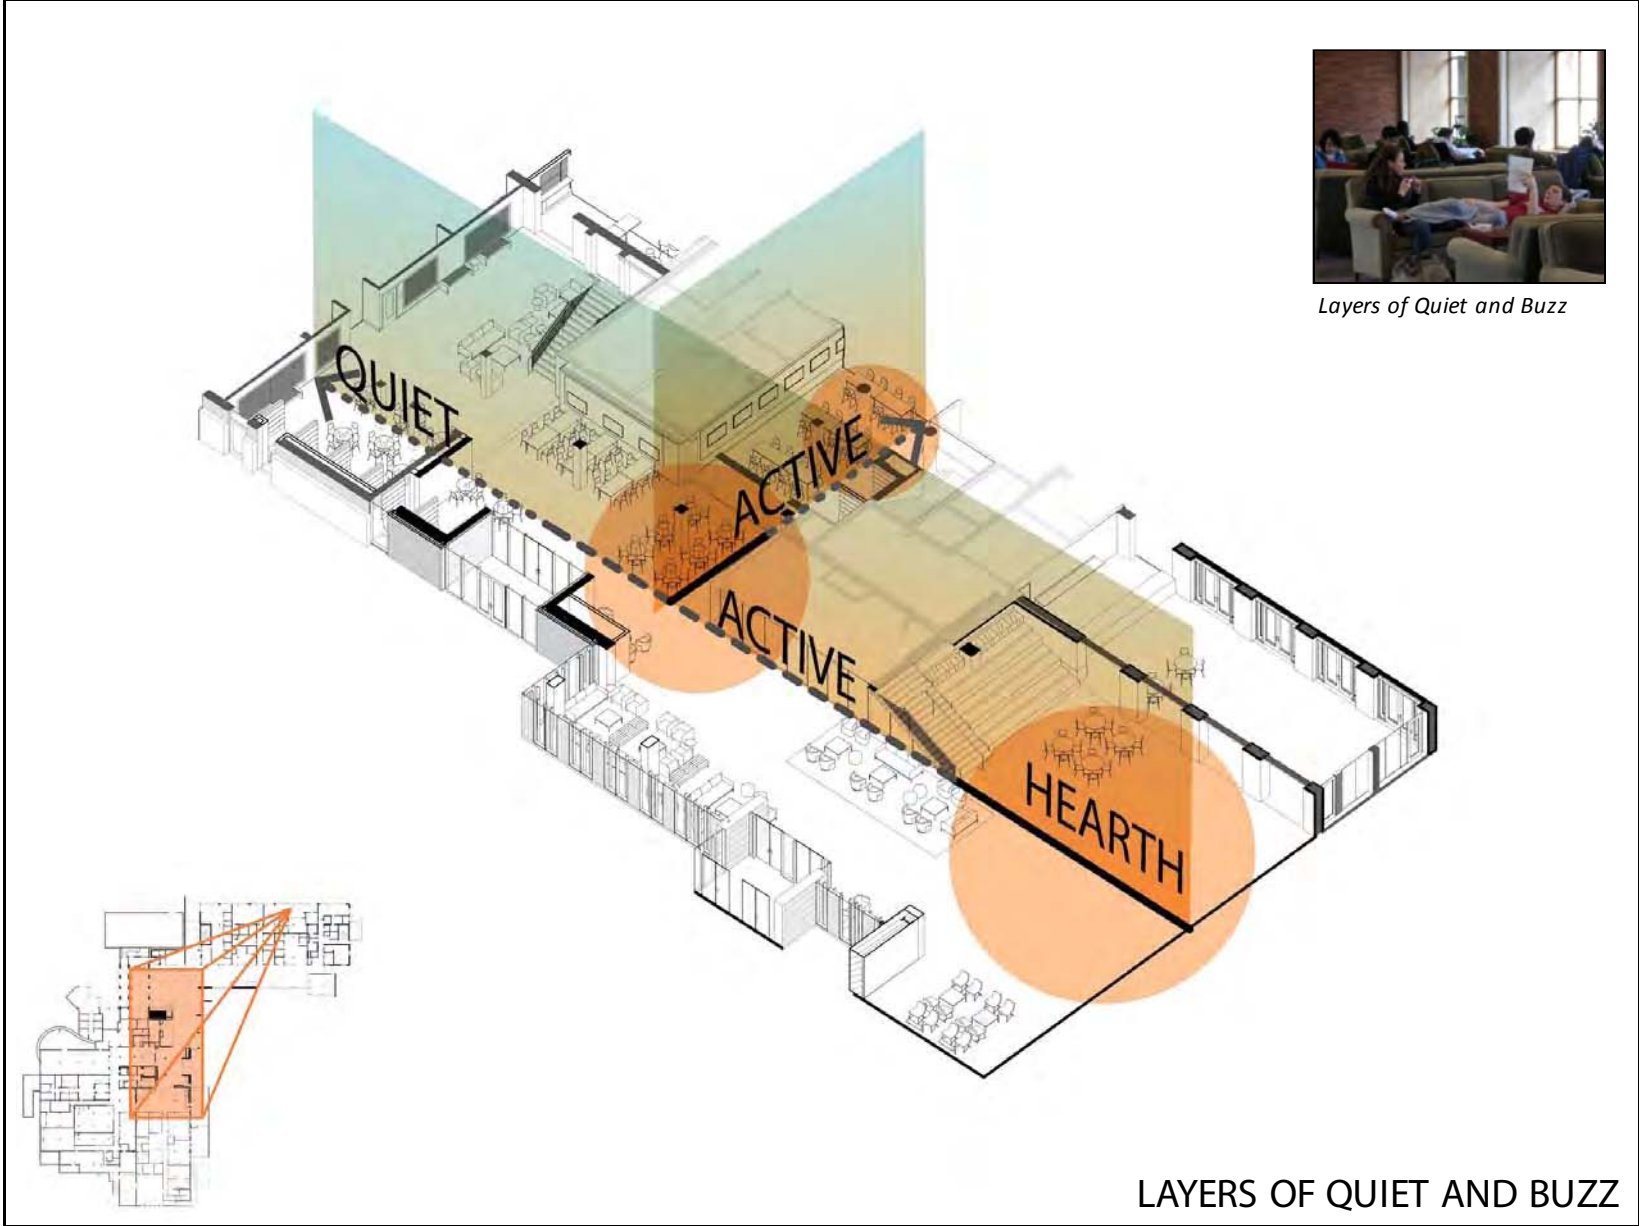 Layers of Quiet and Buzz
QUIET
ACTIVE
ACTIVE
HEARTH
LAYERS OF QUIET AND BUZZ